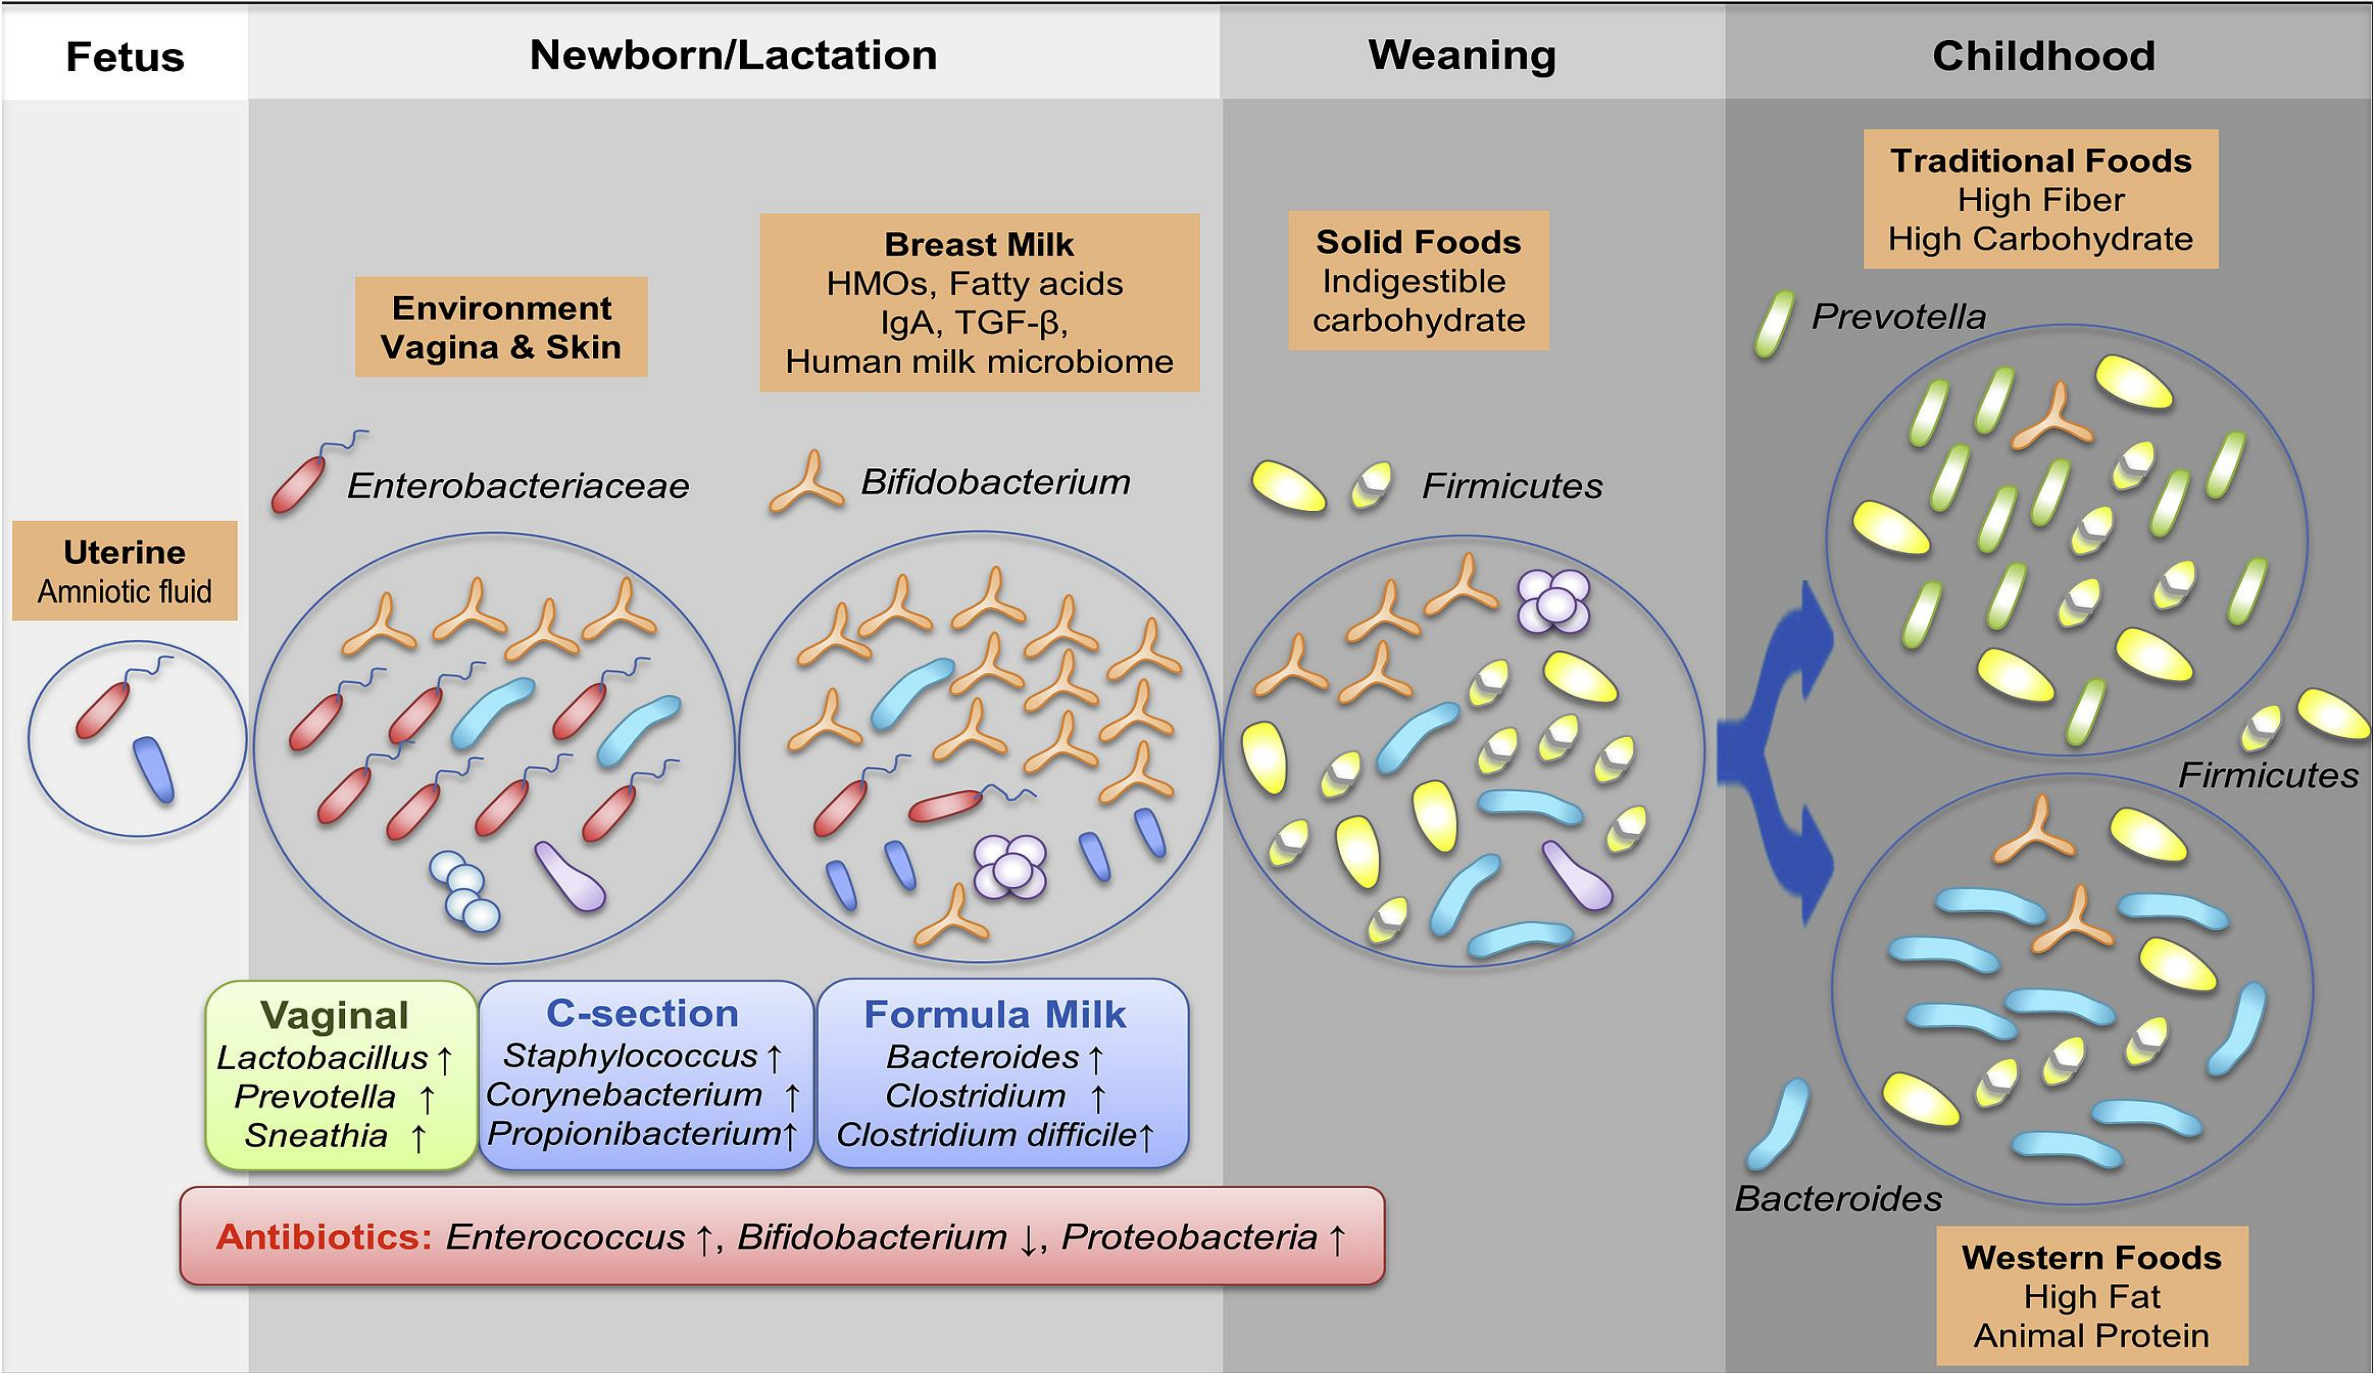 Fetus
Newborn/Lactation
Weaning
Childhood
Uterine
Amniotic fluid
Environment
Vagina & Skin
Enterobacteriaceae
Breast Milk
HMOs, Fatty acids
IgA, TGF-β,
Human milk microbiome
Bifidobacterium
Solid Foods
Indigestible
carbohydrate
Firmicutes
Traditional Foods
High Fiber
High Carbohydrate
Prevotella
Firmicutes
Bacteroides
Western Foods
High Fat
Animal Protein
Vaginal
Lactobacillus ↑
Prevotella ↑
Sneathia ↑
C-section
Staphylococcus ↑
Corynebacterium ↑
Propionibacterium↑
Formula Milk
Bacteroides ↑
Clostridium ↑
Clostridium difficile↑
Antibiotics: Enterococcus ↑, Bifidobacterium ↓, Proteobacteria ↑